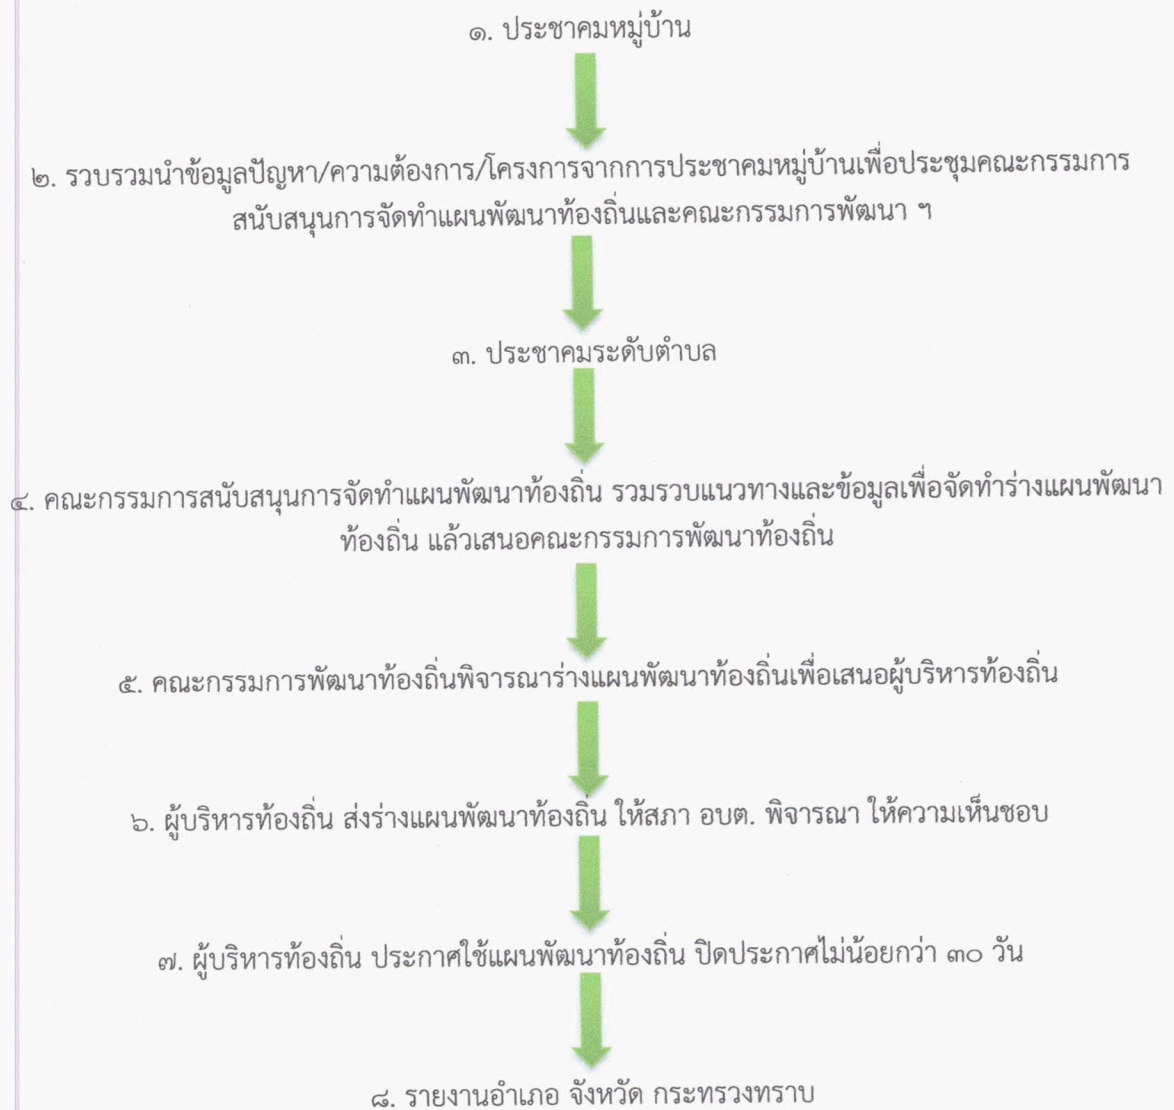 ๑. ประชาคมหมู่บ้าน
๒. รวบรวมนำข้อมูลปัญหา/ความต้องการ/โครงการจากการประชาคมหมู่บ้านเพื่อประชุมคณะกรรมการ
สนับสนุนการจัดทำแผนพัฒนาท้องถิ่นและคณะกรรมการพัฒนา ฯ
๓. ประชาคมระดับตำบล
๔. คณะกรรมการสนับสนุนการจัดทำแผนพัฒนาท้องถิ่น รวมรวบแนวทางและข้อมูลเพื่อจัดทำร่างแผนพัฒนา
ท้องถิ่น แล้วเสนอคณะกรรมการพัฒนาท้องถิ่น
๕. คณะกรรมการพัฒนาท้องถิ่นพิจารณาร่างแผนพัฒนาท้องถิ่นเพื่อเสนอผู้บริหารท้องถิ่น
๖. ผู้บริหารท้องถิ่น ส่งร่างแผนพัฒนาท้องถิ่น ให้สภา อบต. พิจารณา ให้ความเห็นชอบ
๗. ผู้บริหารท้องถิ่น ประกาศใช้แผนพัฒนาท้องถิ่น ปิดประกาศไม่น้อยกว่า ๓๐ วัน
๘. รายงานอำเภอ จังหวัด กระทรวงทราบ